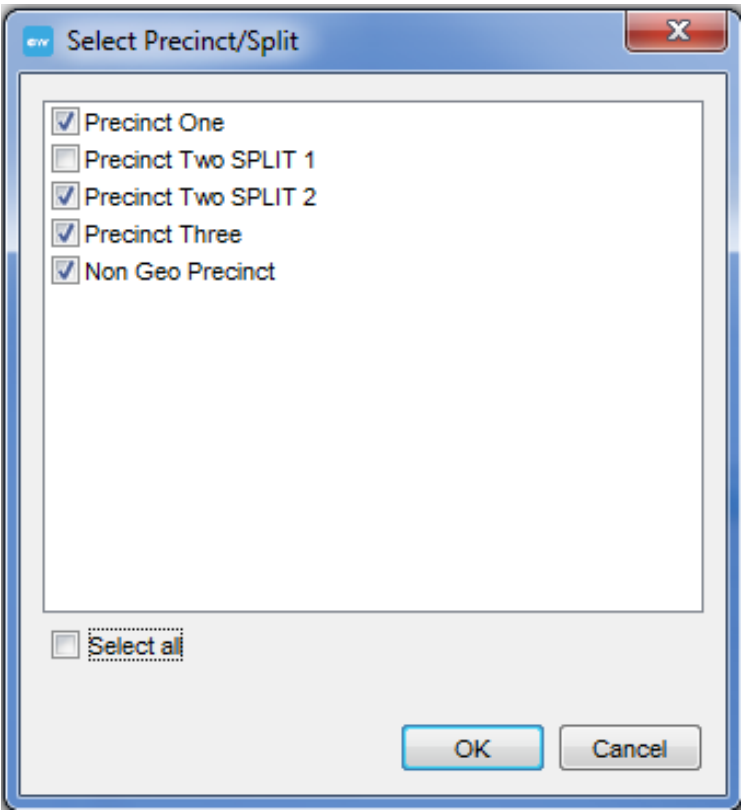 Select Precinct/Split
Precinct One
Precinct Two SPLIT 1
Precinct Two SPLIT 2
Precinct Three
Non Geo Precinct
Select all
OK Cancel